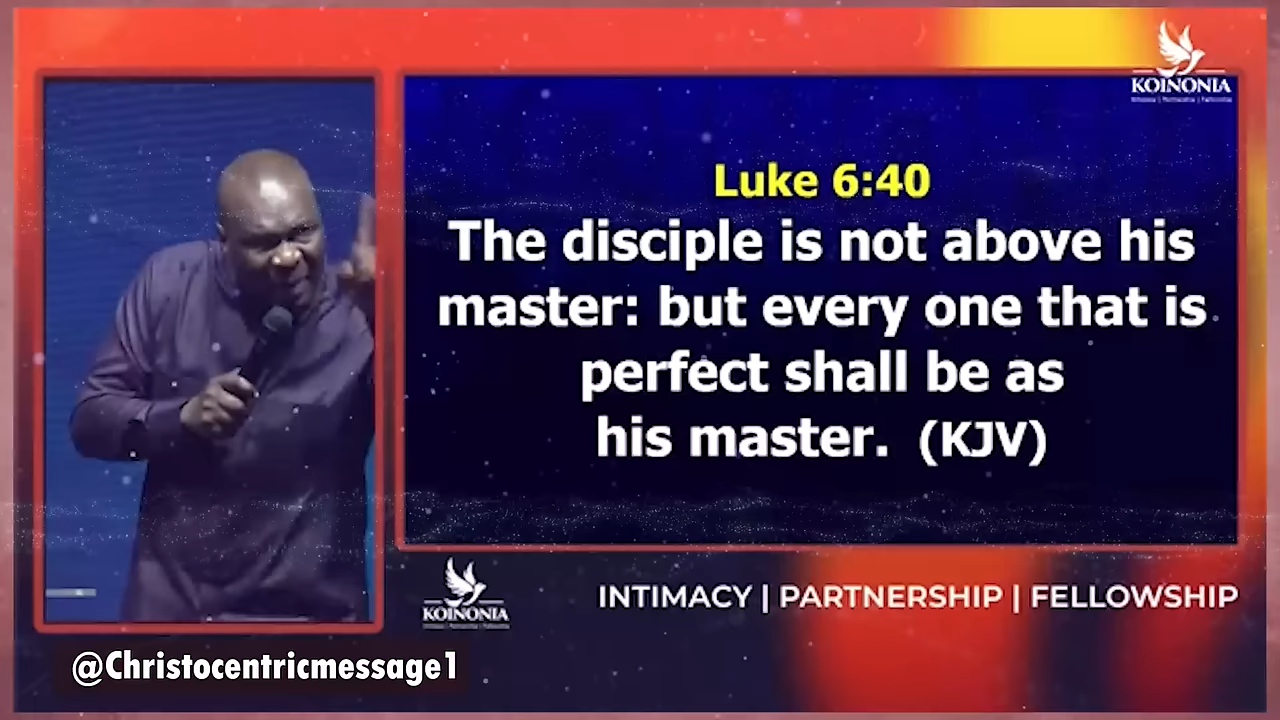 KOINONIA
Luke 6:40
The disciple is not above his
master: but every one that is
perfect shall be as
his master. (KJV)
KOINONIA
INTIMACY | PARTNERSHIP | FELLOWSHIP
@Christocentricmessage1